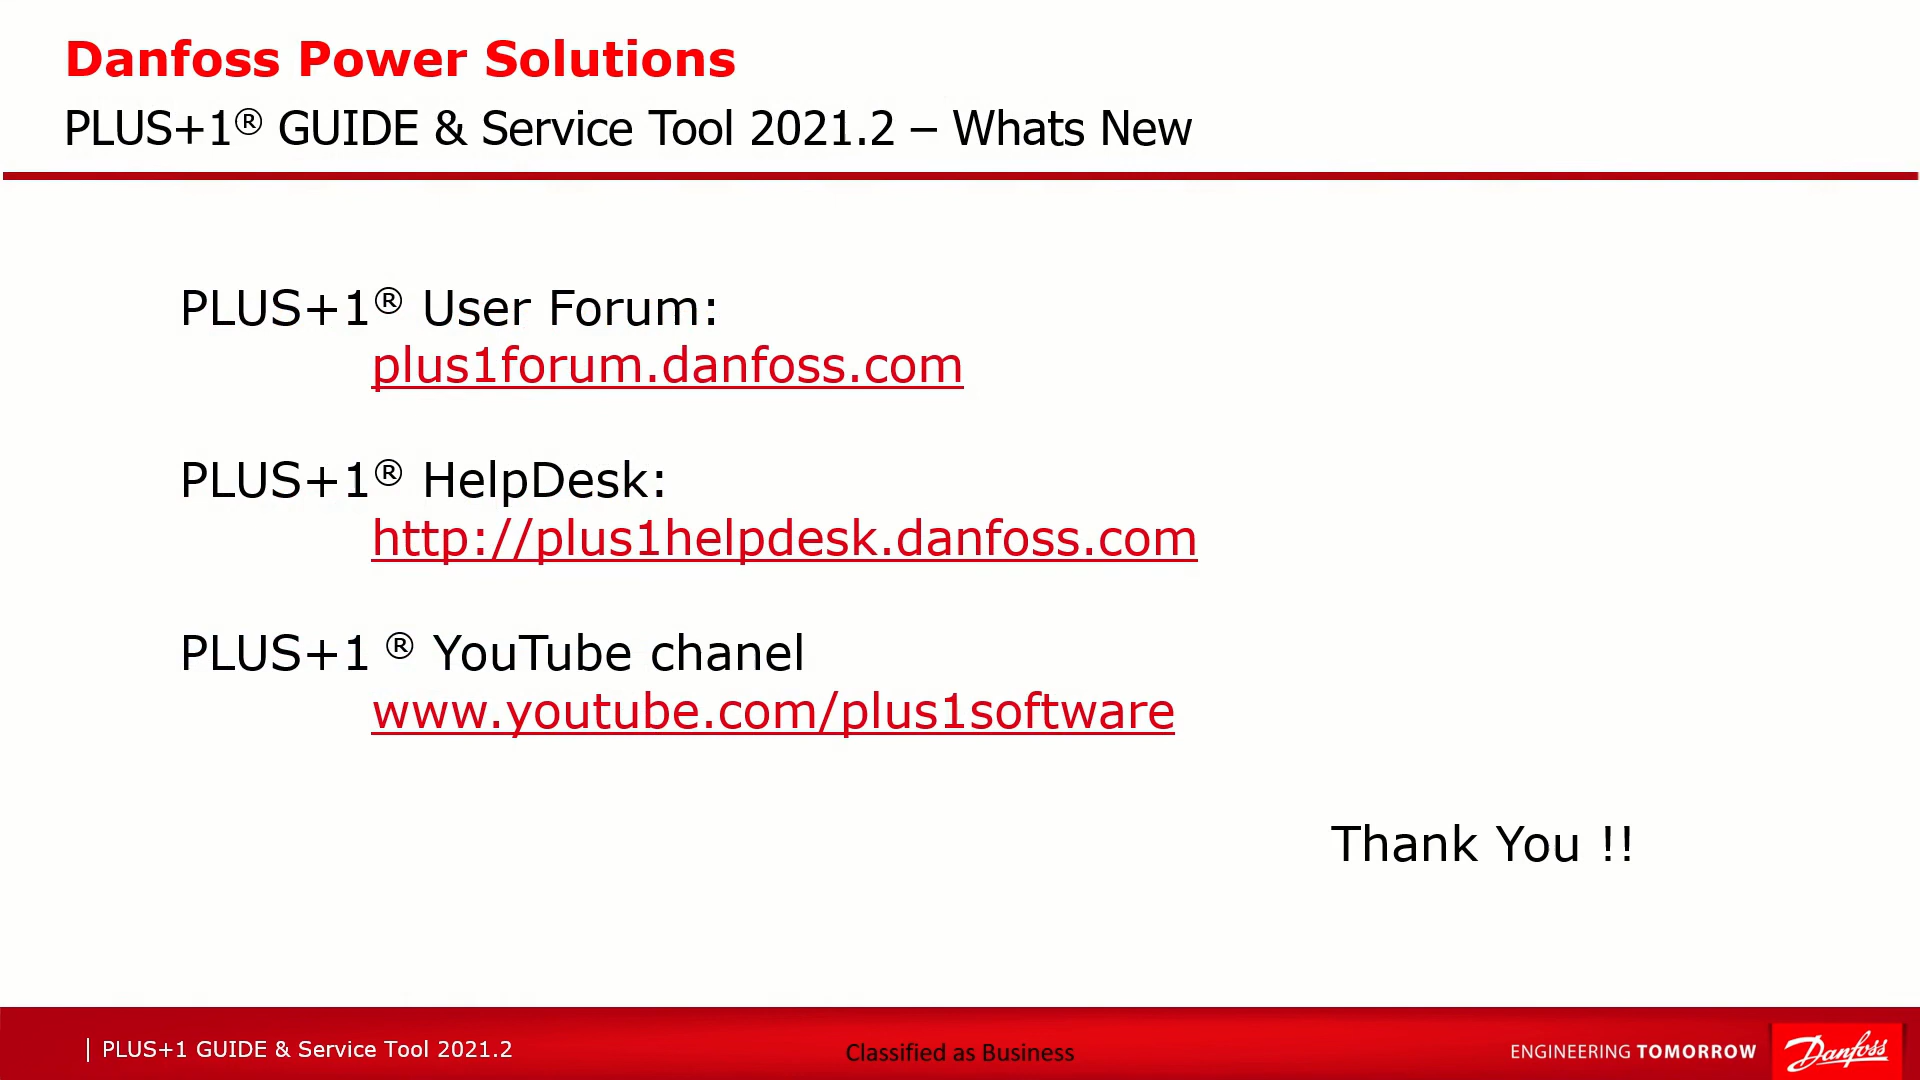 Danfoss Power Solutions
PLUS+1® GUIDE & Service Tool 2021.2 – Whats New
PLUS+1® User Forum:
plus1forum.danfoss.com
PLUS+1® HelpDesk:
http://plus1helpdesk.danfoss.com
PLUS+1 ® YouTube chanel
www.youtube.com/plus1software
Thank You !!
| PLUS+1 GUIDE & Service Tool 2021.2
Classified as Business
ENGINEERING TOMORROW
Danfoss